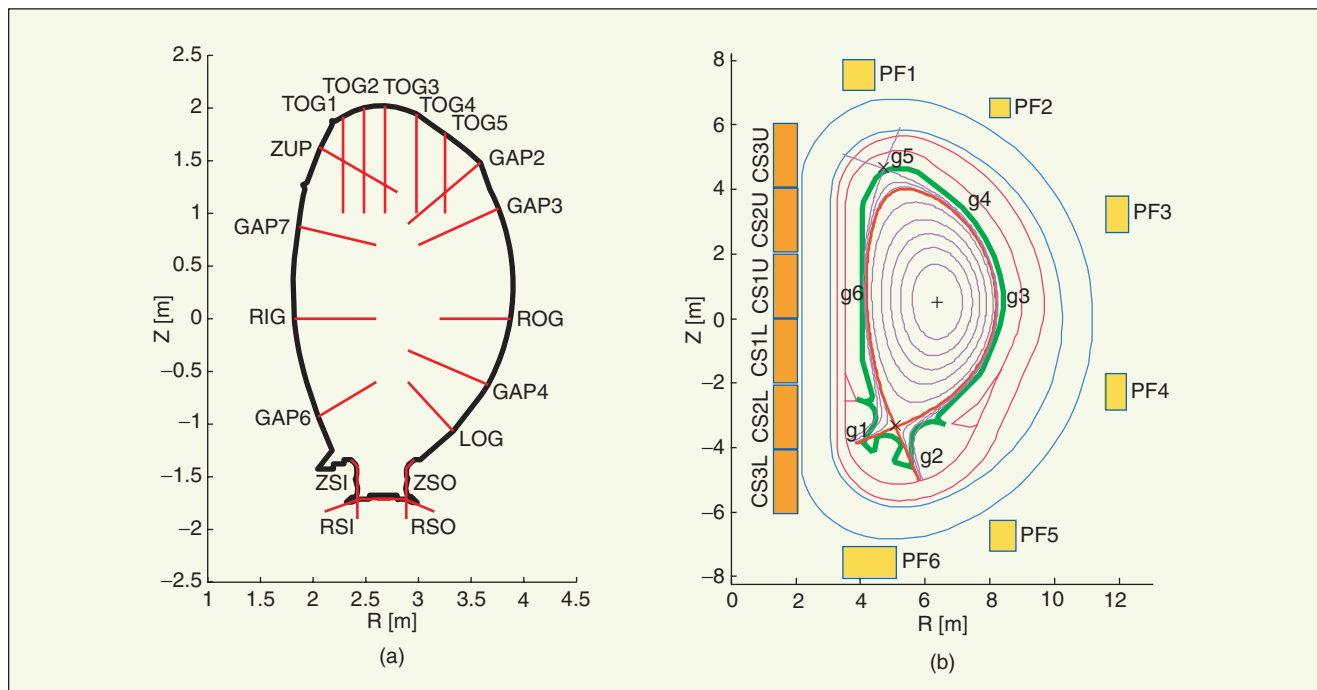 2.5
2
1.5
1
0.5
0
−0.5
−1
−1.5
−2
−2.5
Z [m]
1 1.5 2 2.5 3 3.5 4 4.5
R [m]
TOG1
TOG2
TOG3
TOG4
TOG5
ZUP
GAP2
GAP3
GAP7
RIG
ROG
GAP4
GAP6
LOG
ZSI
ZSO
RSI
RSO
(a)
8
6
4
2
0
−2
−4
−6
−8
Z [m]
0 2 4 6 8 10 12
R [m]
PF1
PF2
PF3
PF4
PF5
PF6
CS3U
CS2U
CS1U
CS1L
CS2L
CS3L
g5
g4
g6
g3
g1
g2
(b)